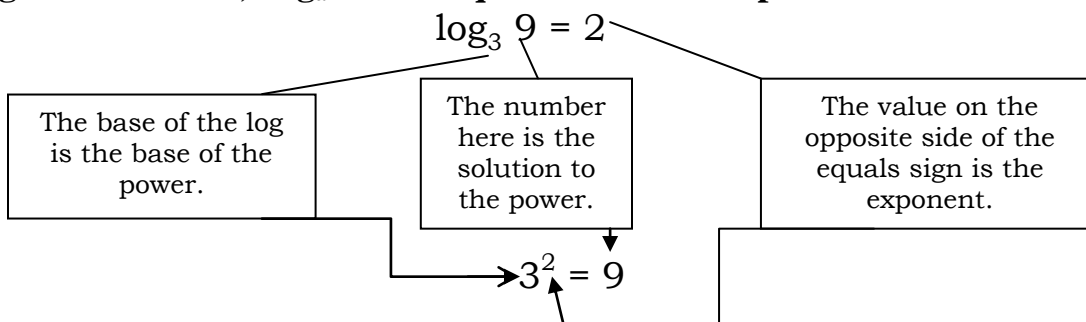 log₃ 9 = 2
The base of the log
is the base of the
power.
The number
here is the
solution to
the power.
The value on the
opposite side of the
equals sign is the
exponent.
3² = 9